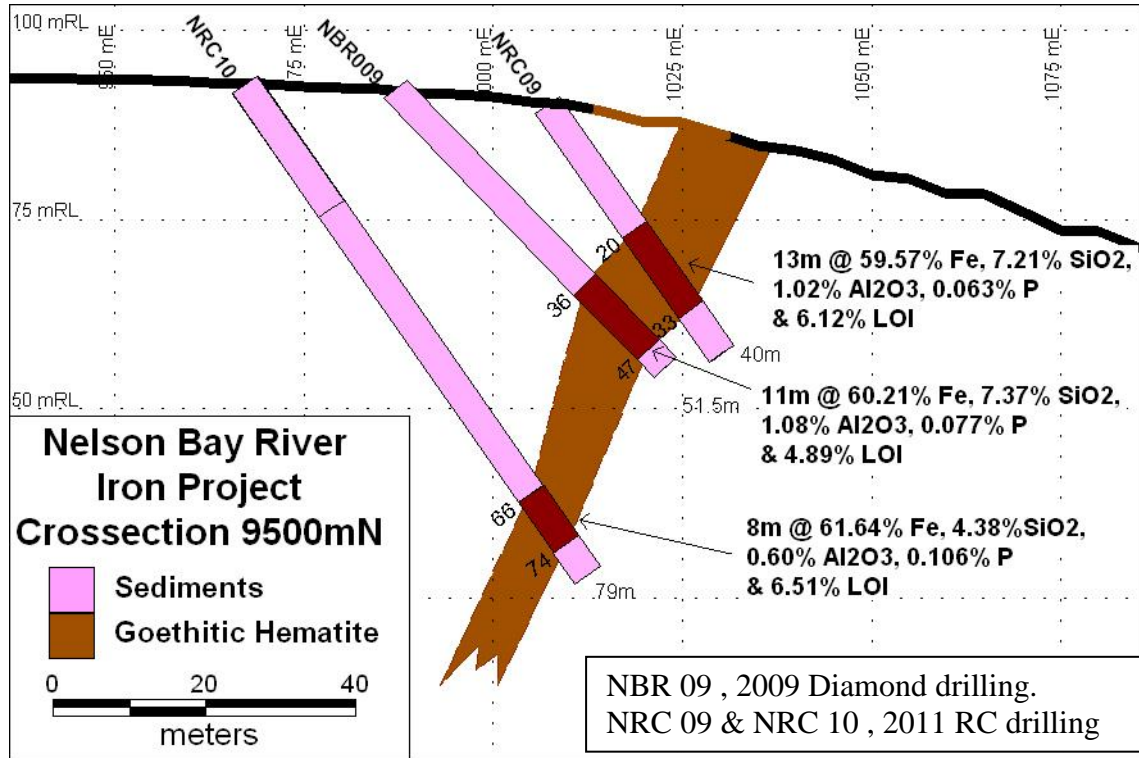 100 mRL
950 mE
975 mE
1000 mE
1025 mE
1050 mE
1075 mE
NRC10
NBR009
NRC09
75 mRL
20
13m @ 59.57% Fe, 7.21% SiO2,
1.02% Al2O3, 0.063% P
& 6.12% LOI
36
33
40m
47
11m @ 60.21% Fe, 7.37% SiO2,
1.08% Al2O3, 0.077% P
& 4.89% LOI
50 mRL
51.5m
Nelson Bay River
Iron Project
Crossection 9500mN
Sediments
Goethitic Hematite
0 20 40
meters
66
74
79m
8m @ 61.64% Fe, 4.38%SiO2,
0.60% Al2O3, 0.106% P
& 6.51% LOI
NBR 09 , 2009 Diamond drilling.
NRC 09 & NRC 10 , 2011 RC drilling